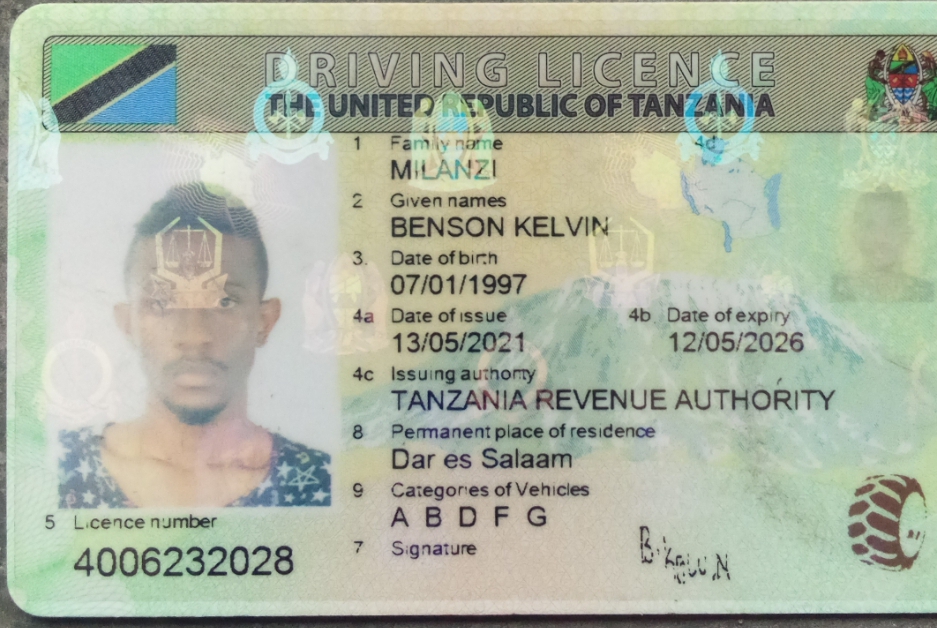 DRIVING LICENCE
THE UNITED REPUBLIC OF TANZANIA
1 Family name 4d
MILANZI
2 Given names
BENSON KELVIN
3. Date of birth
07/01/1997
4a Date of issue 4b Date of expiry
13/05/2021 12/05/2026
4c Issuing authority
TANZANIA REVENUE AUTHORITY
8 Permanent place of residence
Dar es Salaam
9 Categories of Vehicles
A B D F G
5 Licence number
4006232028
7 Signature